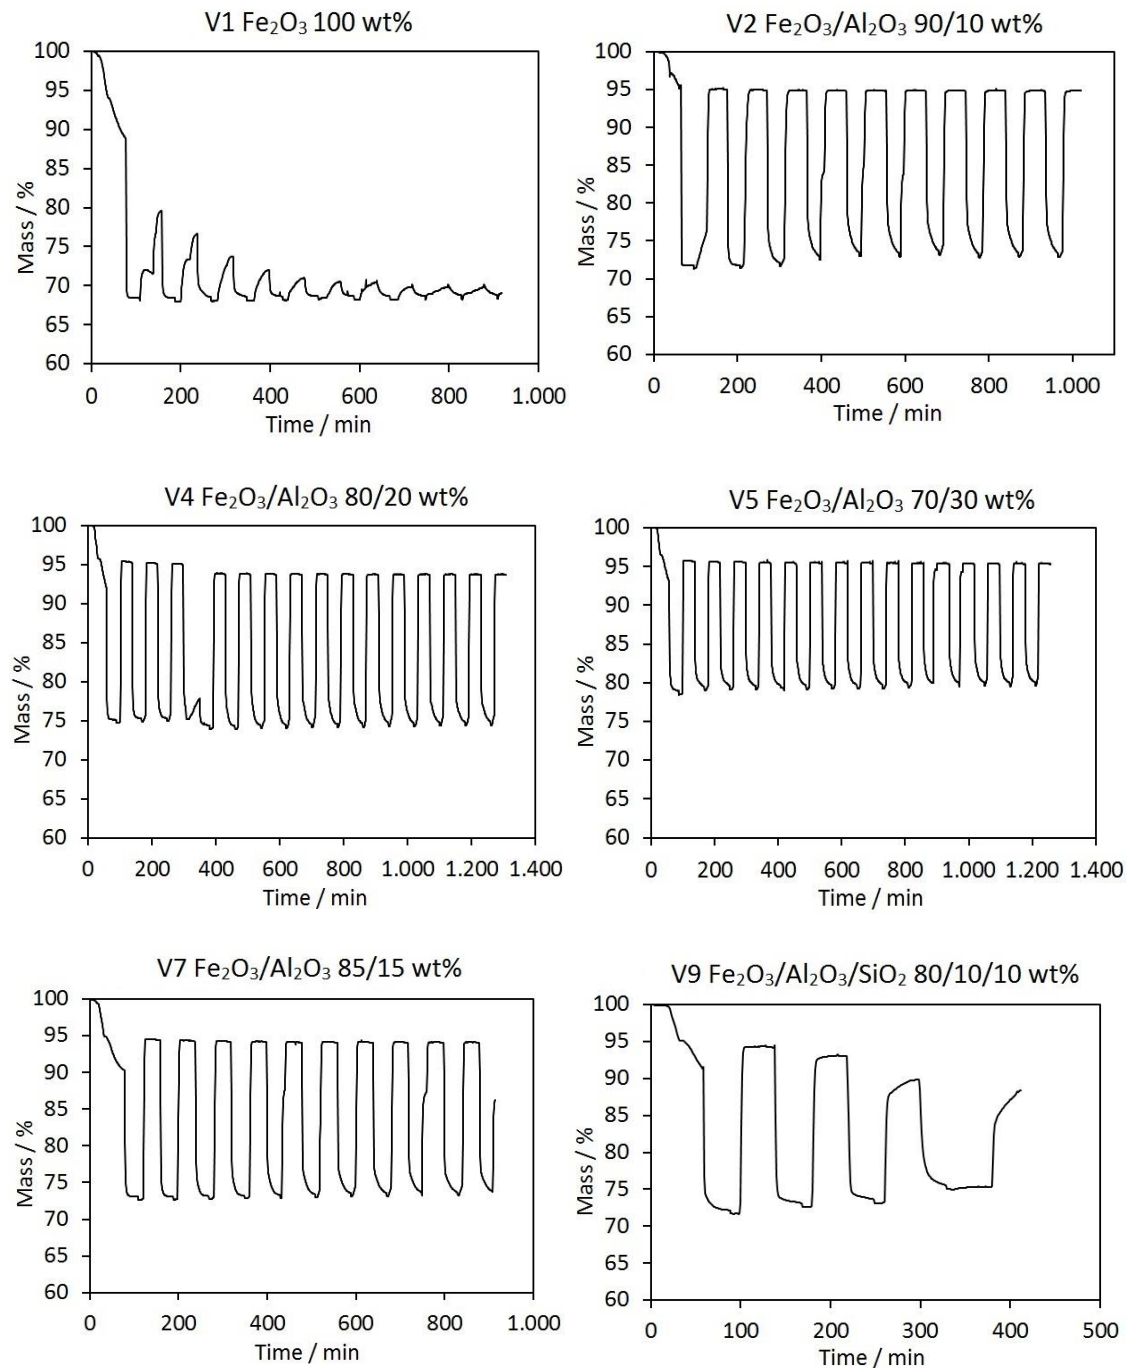 V1 Fe₂O₃ 100 wt%
100
95
90
85
80
75
70
65
60
Mass / %
0 200 400 600 800 1.000
Time / min
V2 Fe₂O₃/Al₂O₃ 90/10 wt%
100
95
90
85
80
75
70
65
60
Mass / %
0 200 400 600 800 1.000
Time / min
V4 Fe₂O₃/Al₂O₃ 80/20 wt%
100
95
90
85
80
75
70
65
60
Mass / %
0 200 400 600 800 1.000 1.200 1.400
Time / min
V5 Fe₂O₃/Al₂O₃ 70/30 wt%
100
95
90
85
80
75
70
65
60
Mass / %
0 200 400 600 800 1.000 1.200 1.400
Time / min
V7 Fe₂O₃/Al₂O₃ 85/15 wt%
100
95
90
85
80
75
70
65
60
Mass / %
0 200 400 600 800 1.000
Time / min
V9 Fe₂O₃/Al₂O₃/SiO₂ 80/10/10 wt%
100
95
90
85
80
75
70
65
60
Mass / %
0 100 200 300 400 500
Time / min